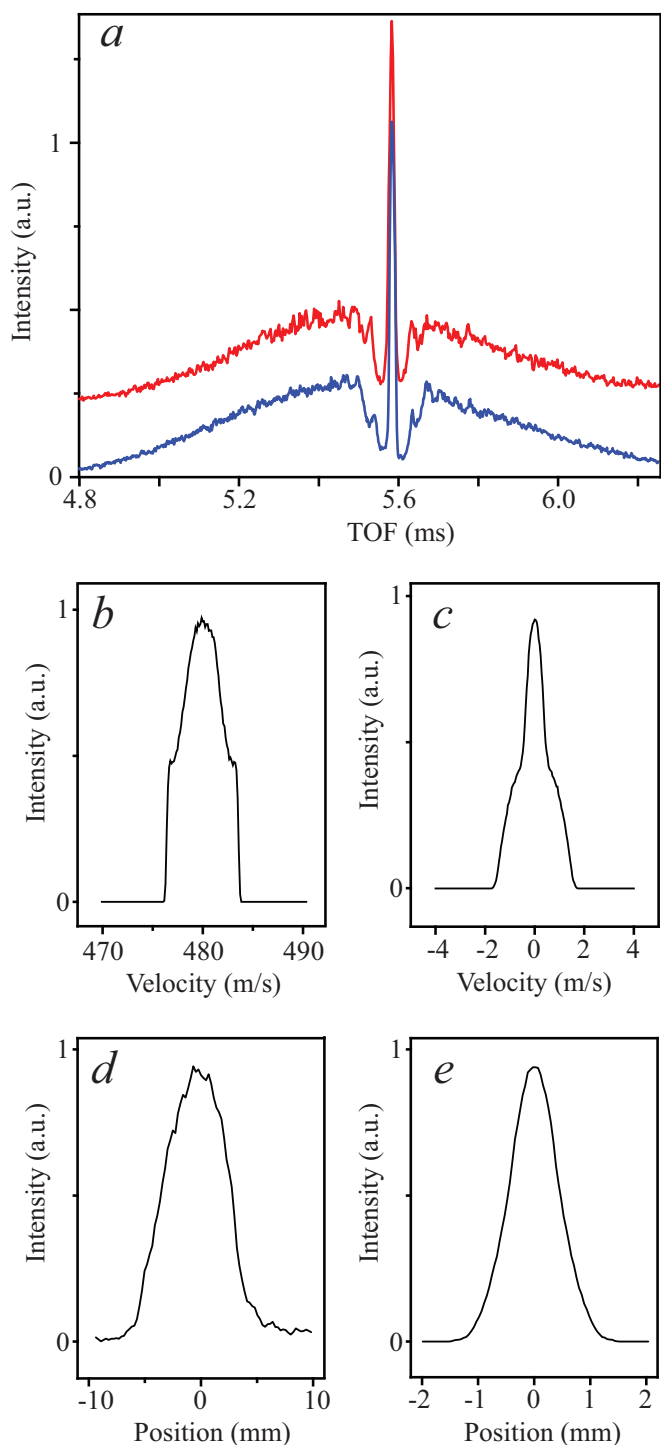 a
Intensity (a.u.)
1
0
4.8 5.2 5.6 6.0
TOF (ms)
b
Intensity (a.u.)
1
0
470 480 490
Velocity (m/s)
c
Intensity (a.u.)
1
0
-4 -2 0 2 4
Velocity (m/s)
d
Intensity (a.u.)
1
0
-10 0 10
Position (mm)
e
Intensity (a.u.)
1
0
-2 -1 0 1 2
Position (mm)